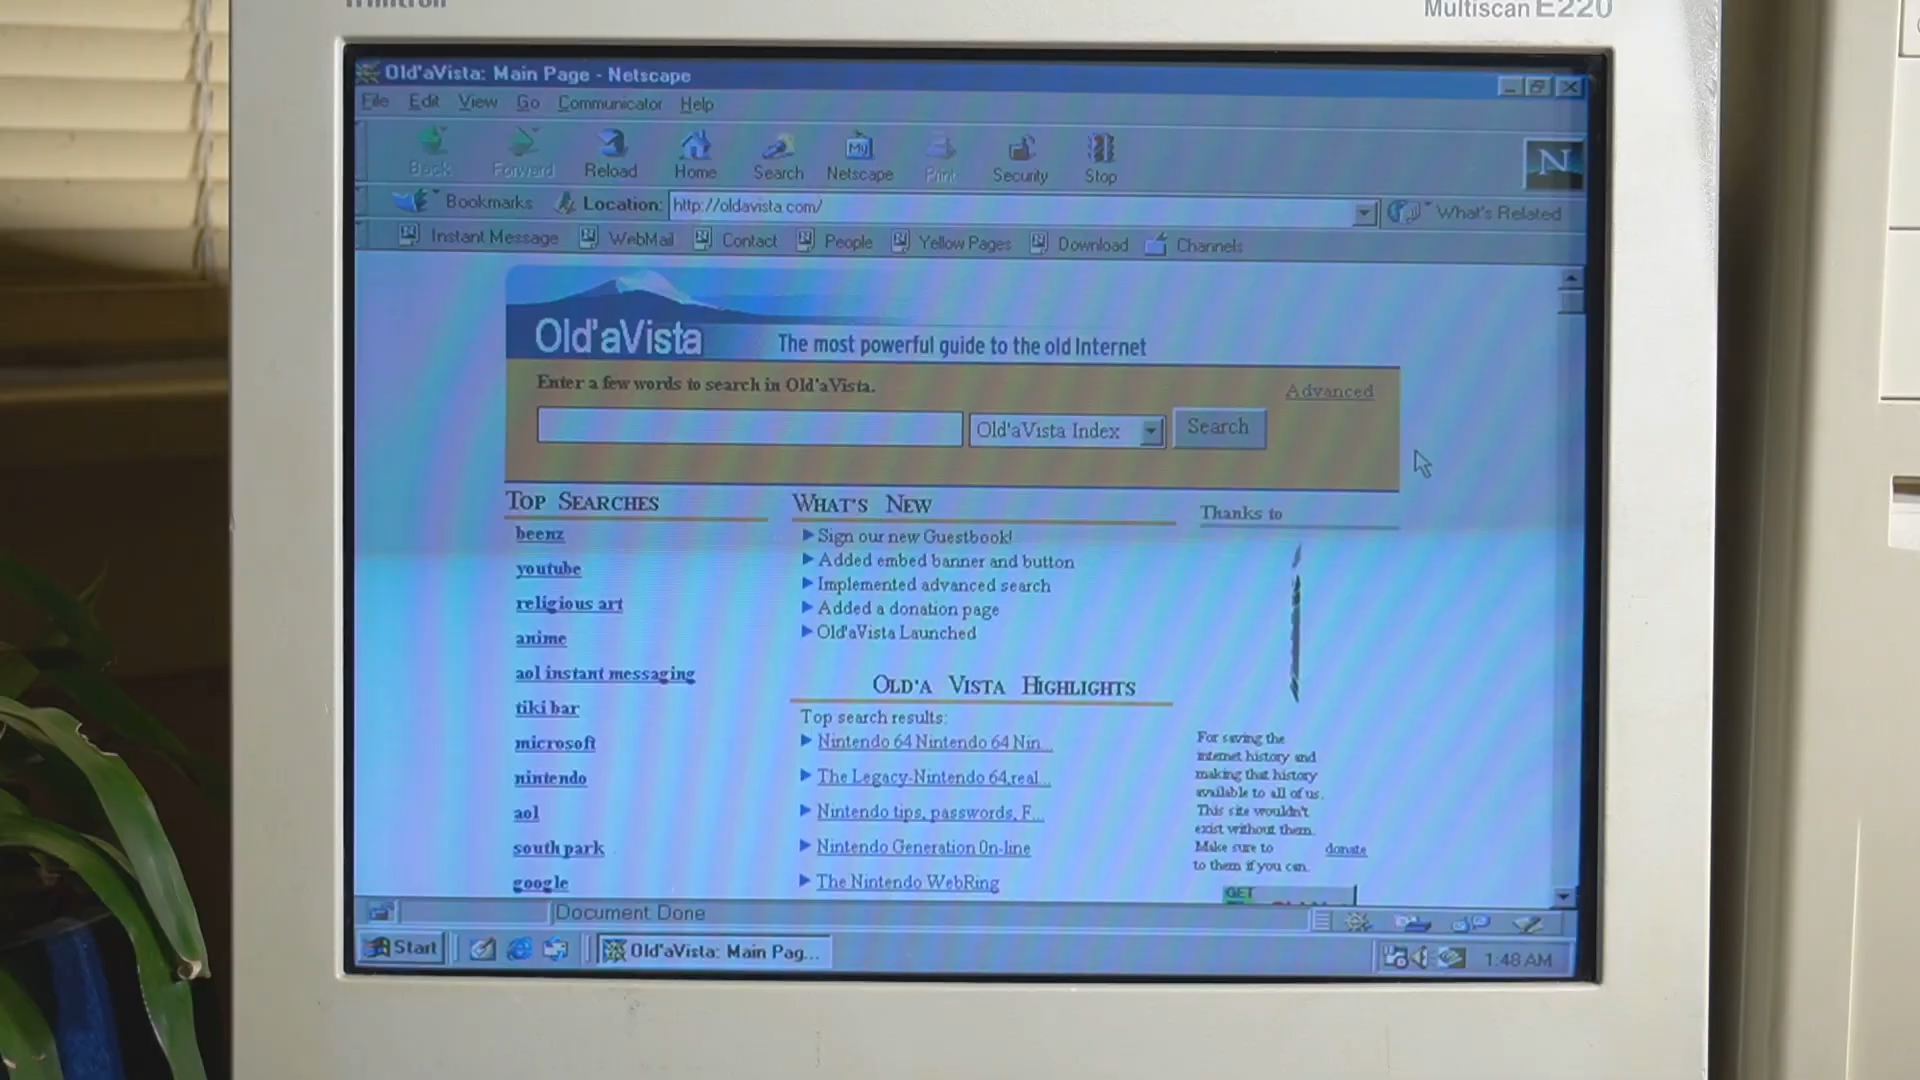 Multiscan E220
Old'aVista: Main Page - Netscape
File Edit View Go Communicator Help
Back Forward Reload Home Search Netscape Print Security Stop
My
N
Bookmarks Location: http://oldavista.com/ What's Related
Instant Message WebMail Contact People Yellow Pages Download Channels
Old'aVista The most powerful guide to the old Internet
Enter a few words to search in Old'aVista.
Advanced
Old'aVista Index Search
TOP SEARCHES
beenz
youtube
religious art
anime
aol instant messaging
tiki bar
microsoft
nintendo
aol
south park
google
WHAT'S NEW
Sign our new Guestbook!
Added embed banner and button
Implemented advanced search
Added a donation page
Old'aVista Launched
OLD'A VISTA HIGHLIGHTS
Top search results:
Nintendo 64 Nintendo 64 Nin...
The Legacy-Nintendo 64,real...
Nintendo tips, passwords, F...
Nintendo Generation On-line
The Nintendo WebRing
Thanks to
For saving the
internet history and
making that history
available to all of us.
This site wouldn't
exist without them.
Make sure to donate
to them if you can.
GET
Document Done
Start Old'aVista: Main Pag... 1:48 AM